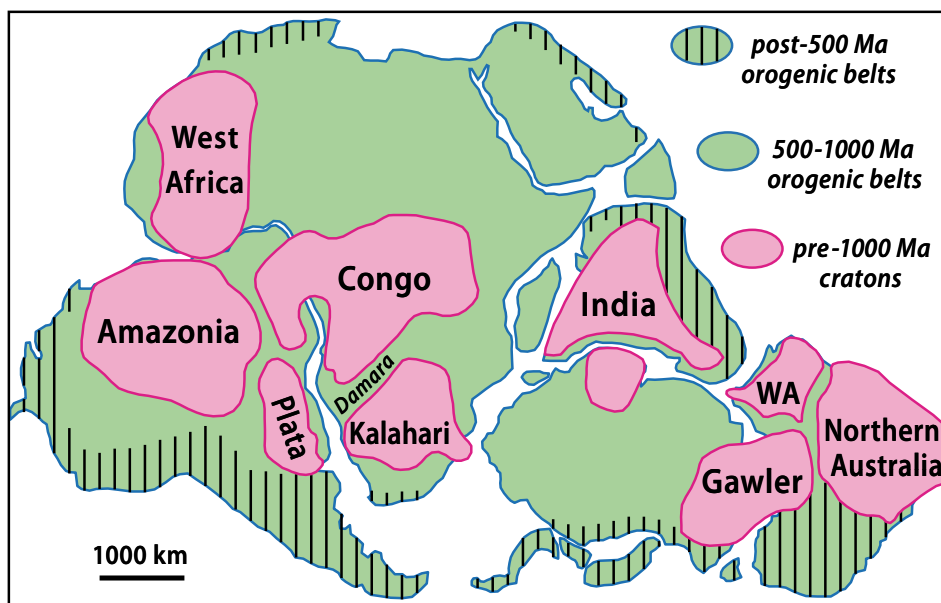 post-500 Ma
orogenic belts
500-1000 Ma
orogenic belts
pre-1000 Ma
cratons
West
Africa
Congo
India
Amazonia
Damara
Plata
Kalahari
WA
Northern
Australia
Gawler
1000 km